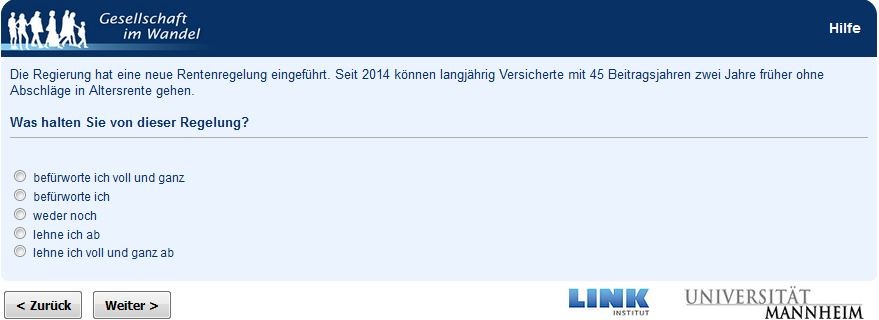 Gesellschaft
im Wandel
Hilfe
Die Regierung hat eine neue Rentenregelung eingeführt. Seit 2014 können langjährig Versicherte mit 45 Beitragsjahren zwei Jahre früher ohne
Abschläge in Altersrente gehen.
Was halten Sie von dieser Regelung?
befürworte ich voll und ganz
befürworte ich
weder noch
lehne ich ab
lehne ich voll und ganz ab
< Zurück Weiter >
LINK
INSTITUT
UNIVERSITÄT
MANNHEIM